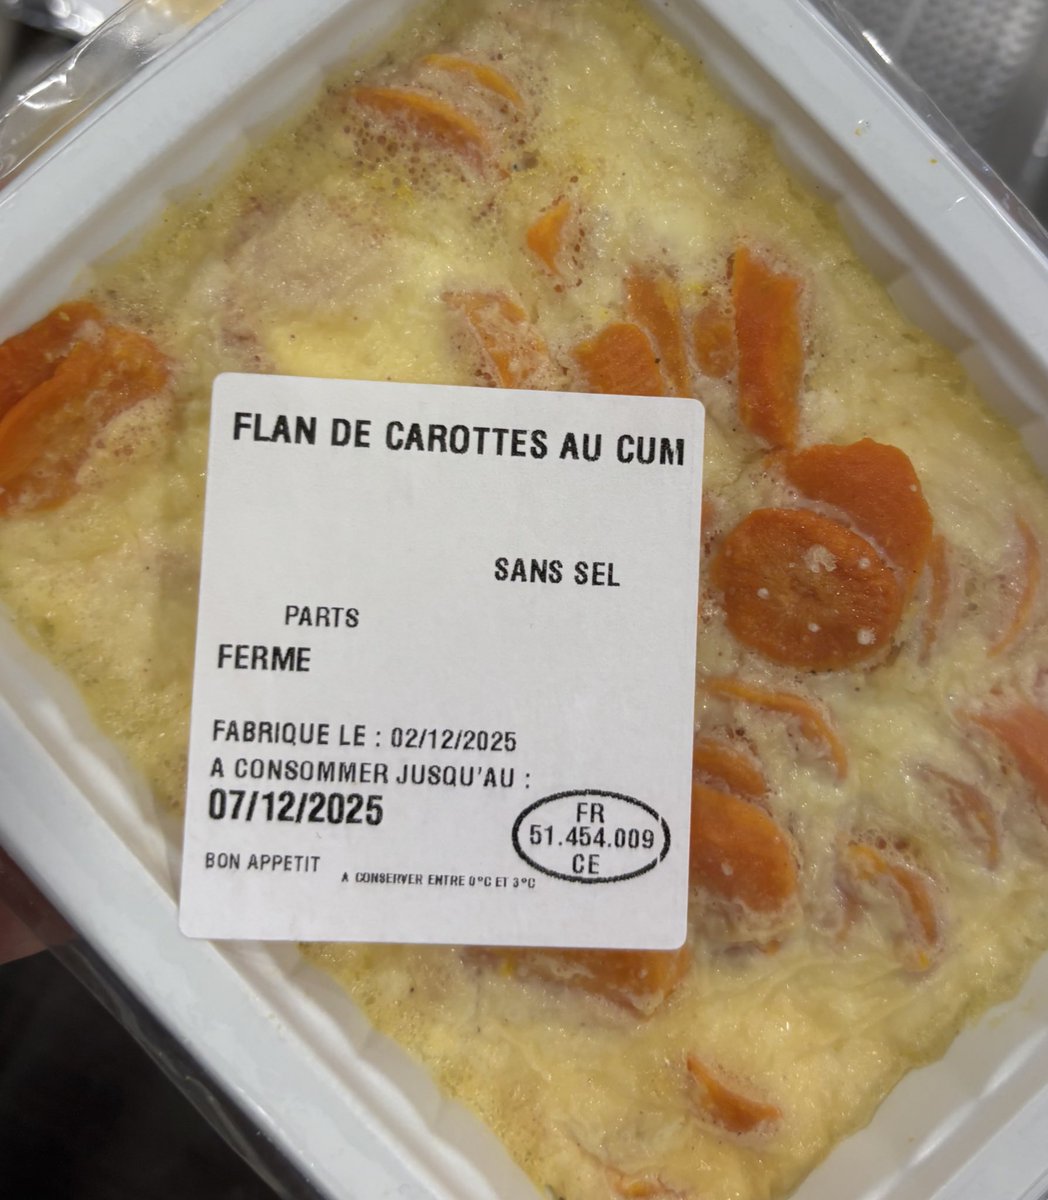 FLAN DE CAROTTES AU CUM
SANS SEL
PARTS
FERME
FABRIQUE LE : 02/12/2025
A CONSOMMER JUSQU'AU :
07/12/2025
FR
51.454.009
CE
BON APPETIT
A CONSERVER ENTRE 0°C ET 3°C